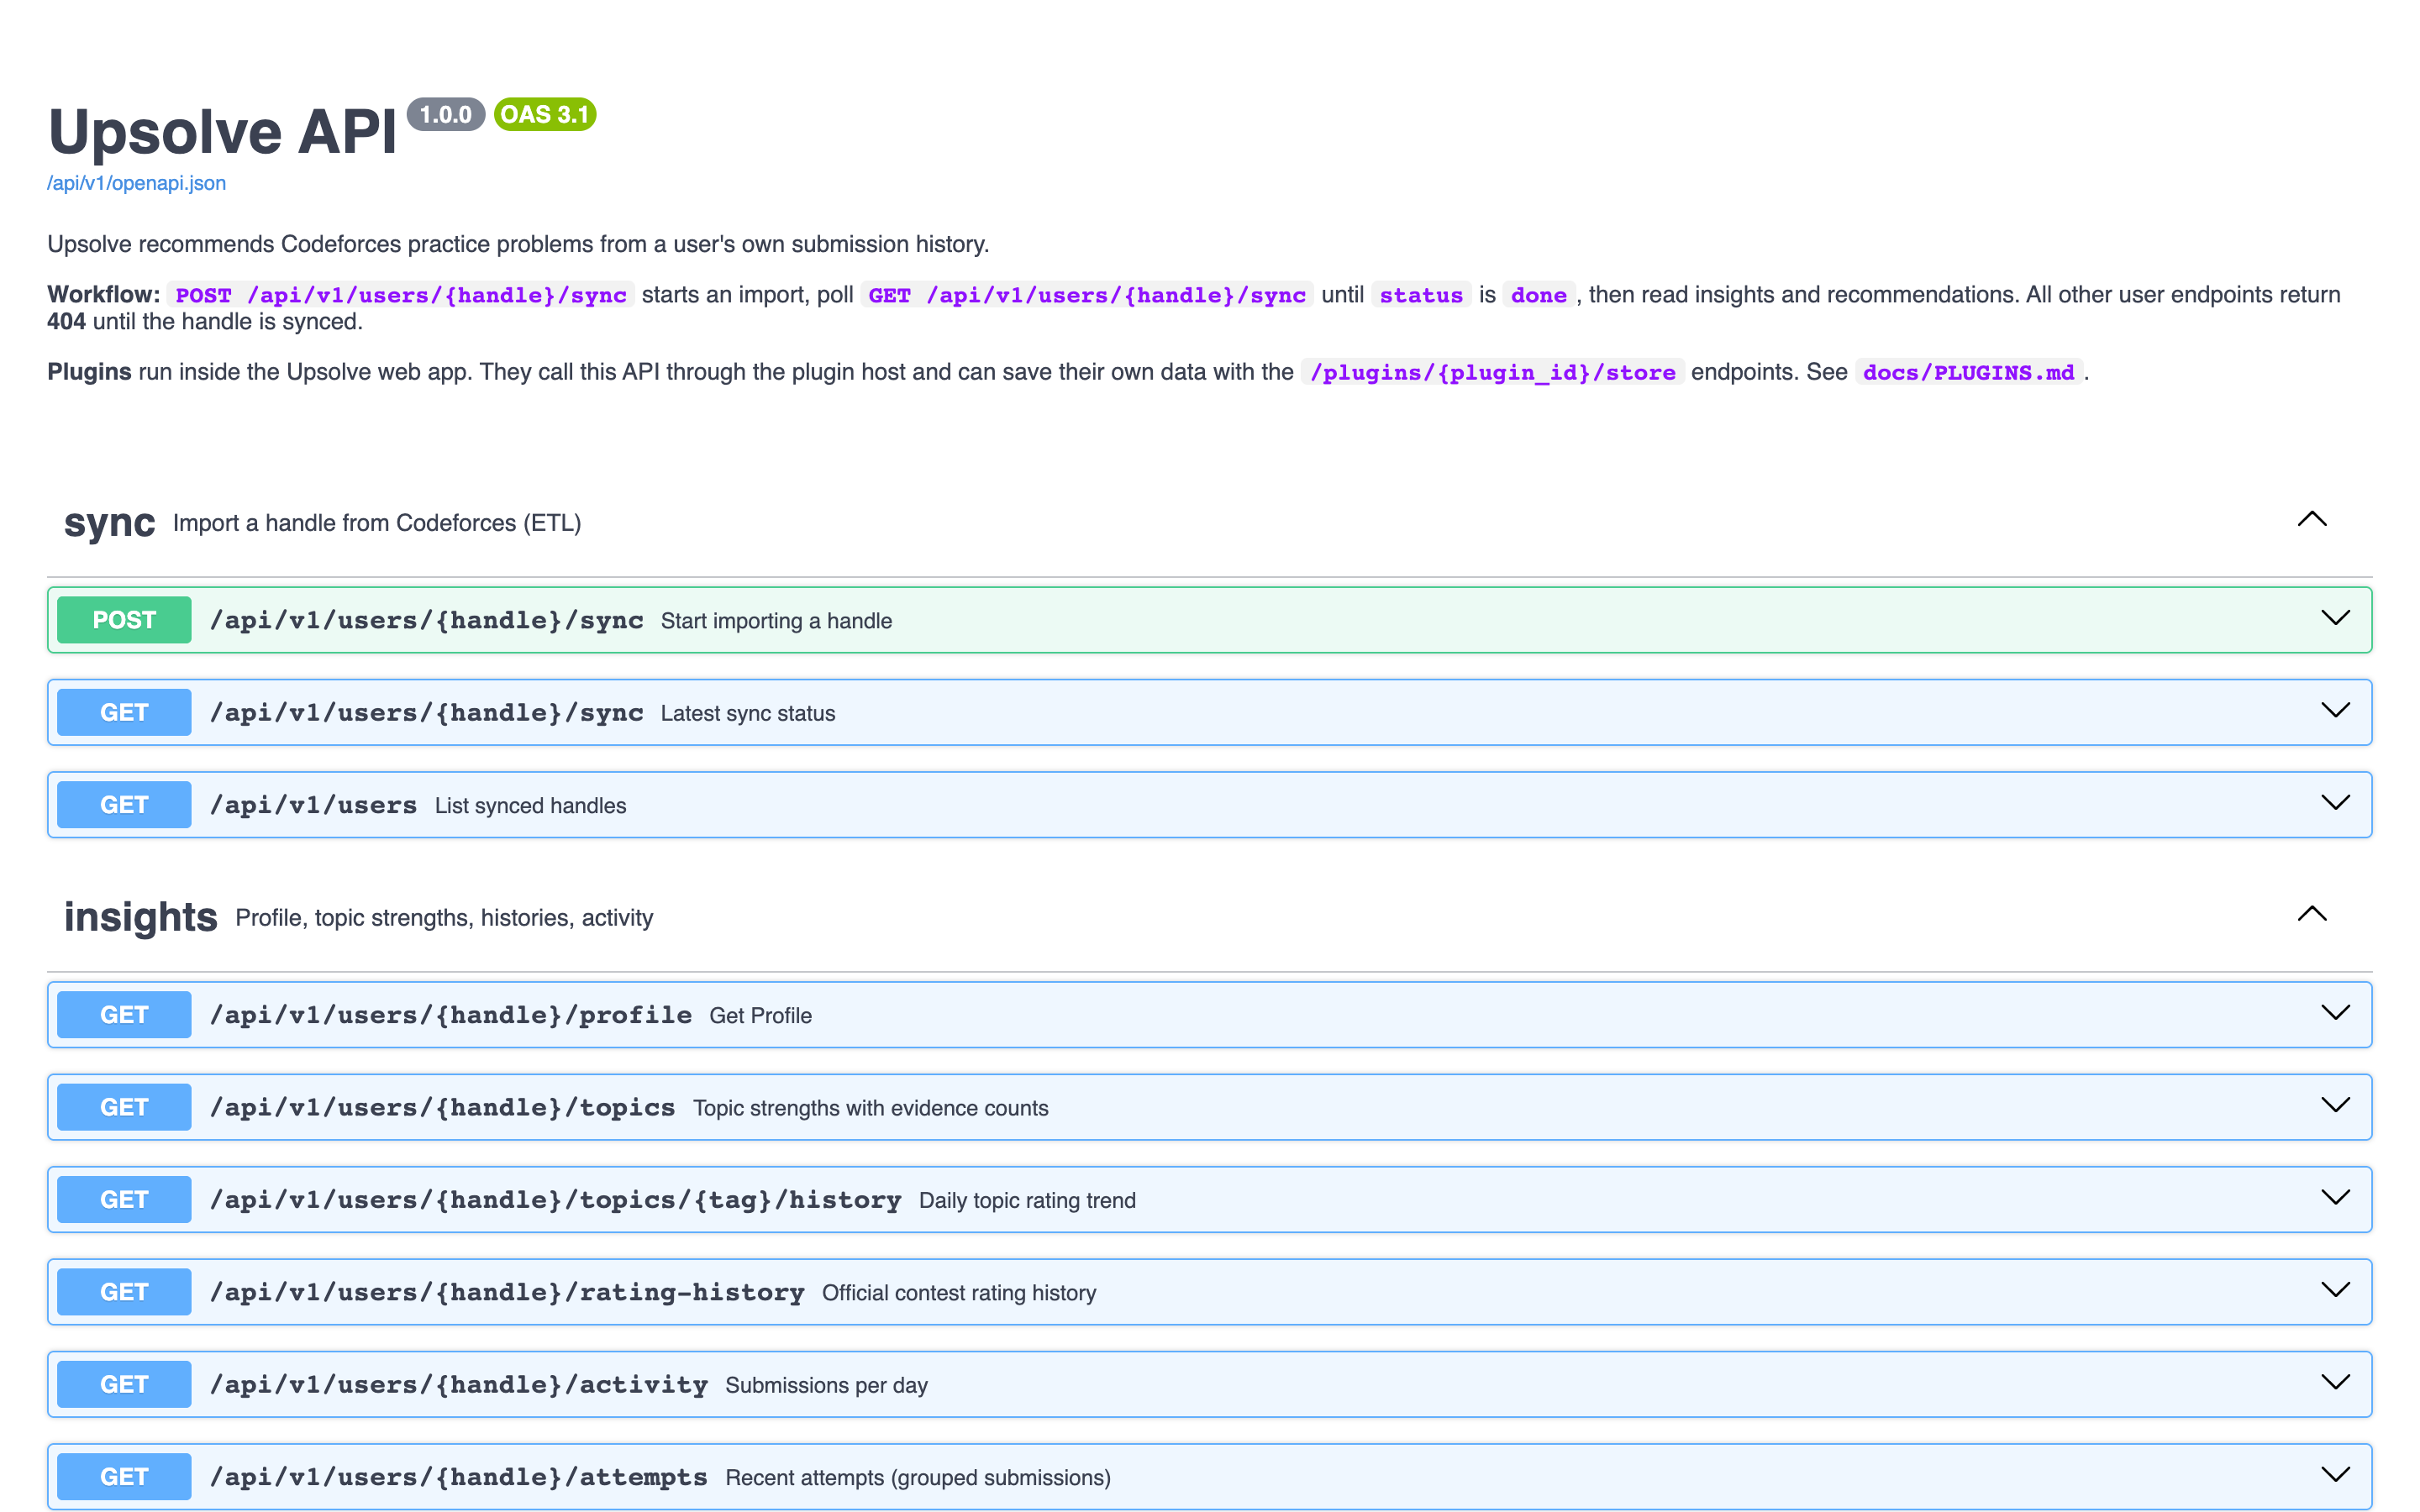 Upsolve API 1.0.0 OAS 3.1
/api/v1/openapi.json
Upsolve recommends Codeforces practice problems from a user's own submission history.
Workflow: POST /api/v1/users/{handle}/sync starts an import, poll GET /api/v1/users/{handle}/sync until status is done, then read insights and recommendations. All other user endpoints return
404 until the handle is synced.
Plugins run inside the Upsolve web app. They call this API through the plugin host and can save their own data with the /plugins/{plugin_id}/store endpoints. See docs/PLUGINS.md.
sync Import a handle from Codeforces (ETL)
POST /api/v1/users/{handle}/sync Start importing a handle
GET /api/v1/users/{handle}/sync Latest sync status
GET /api/v1/users List synced handles
insights Profile, topic strengths, histories, activity
GET /api/v1/users/{handle}/profile Get Profile
GET /api/v1/users/{handle}/topics Topic strengths with evidence counts
GET /api/v1/users/{handle}/topics/{tag}/history Daily topic rating trend
GET /api/v1/users/{handle}/rating-history Official contest rating history
GET /api/v1/users/{handle}/activity Submissions per day
GET /api/v1/users/{handle}/attempts Recent attempts (grouped submissions)